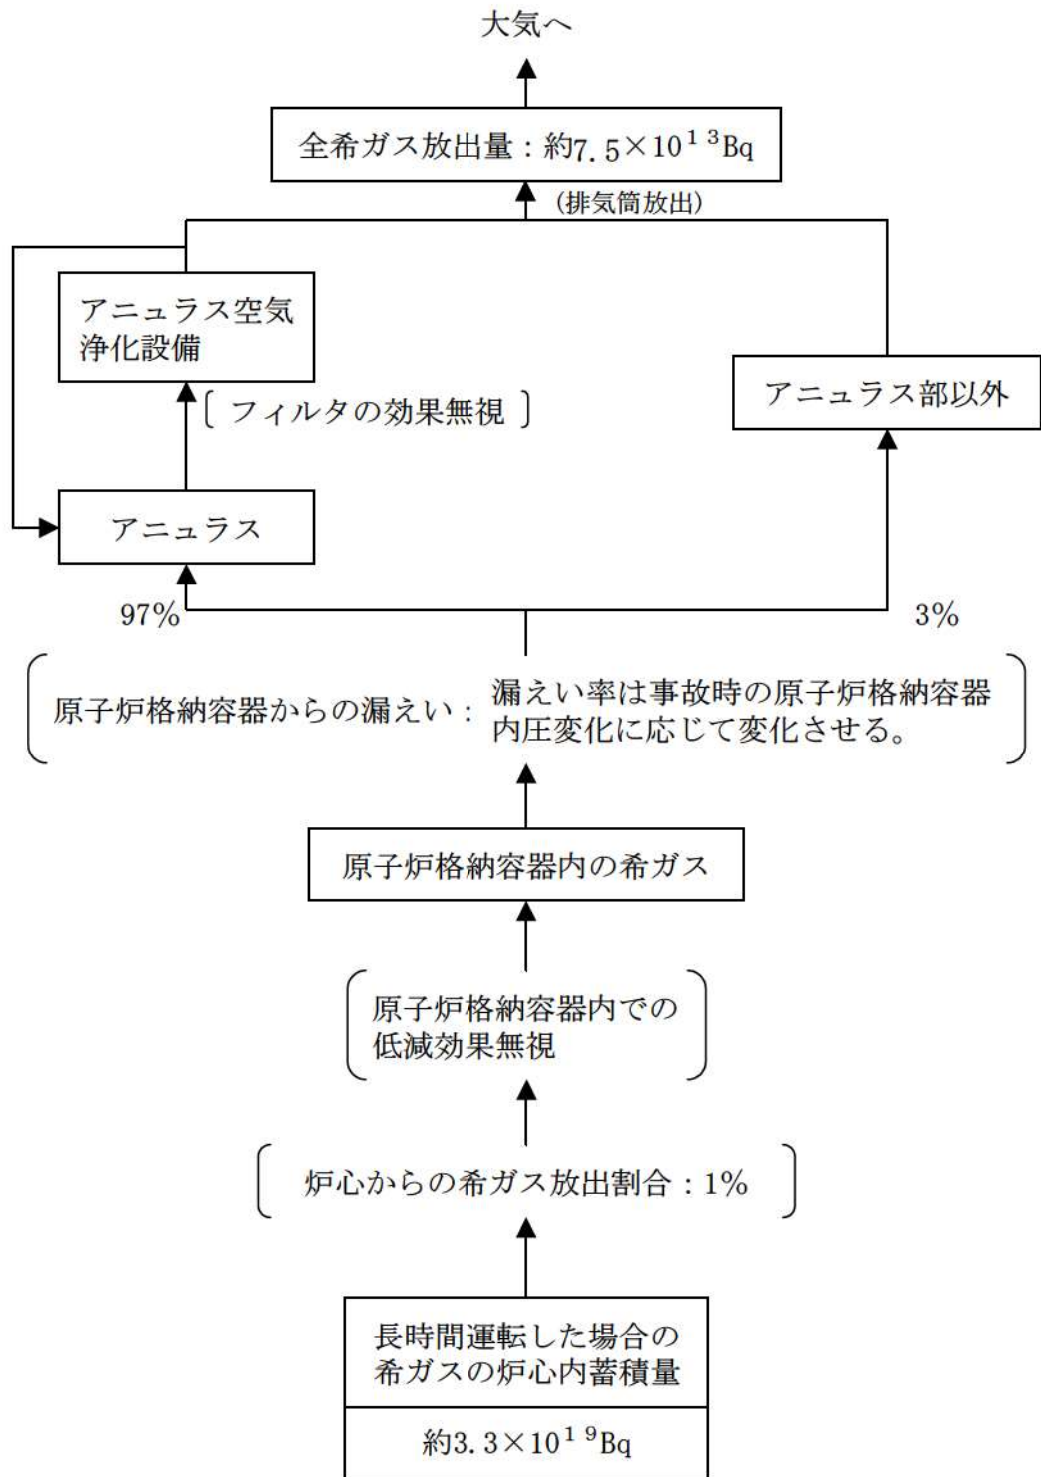 大気へ
全希ガス放出量：約7.5×10¹³Bq
(排気筒放出)
アニュラス空気
浄化設備
〔 フィルタの効果無視 〕
アニュラス部以外
アニュラス
97%
3%
原子炉格納容器からの漏えい：
漏えい率は事故時の原子炉格納容器
内圧変化に応じて変化させる。
原子炉格納容器内の希ガス
原子炉格納容器内での
低減効果無視
炉心からの希ガス放出割合：1%
長時間運転した場合の
希ガスの炉心内蓄積量
約3.3×10¹⁹Bq